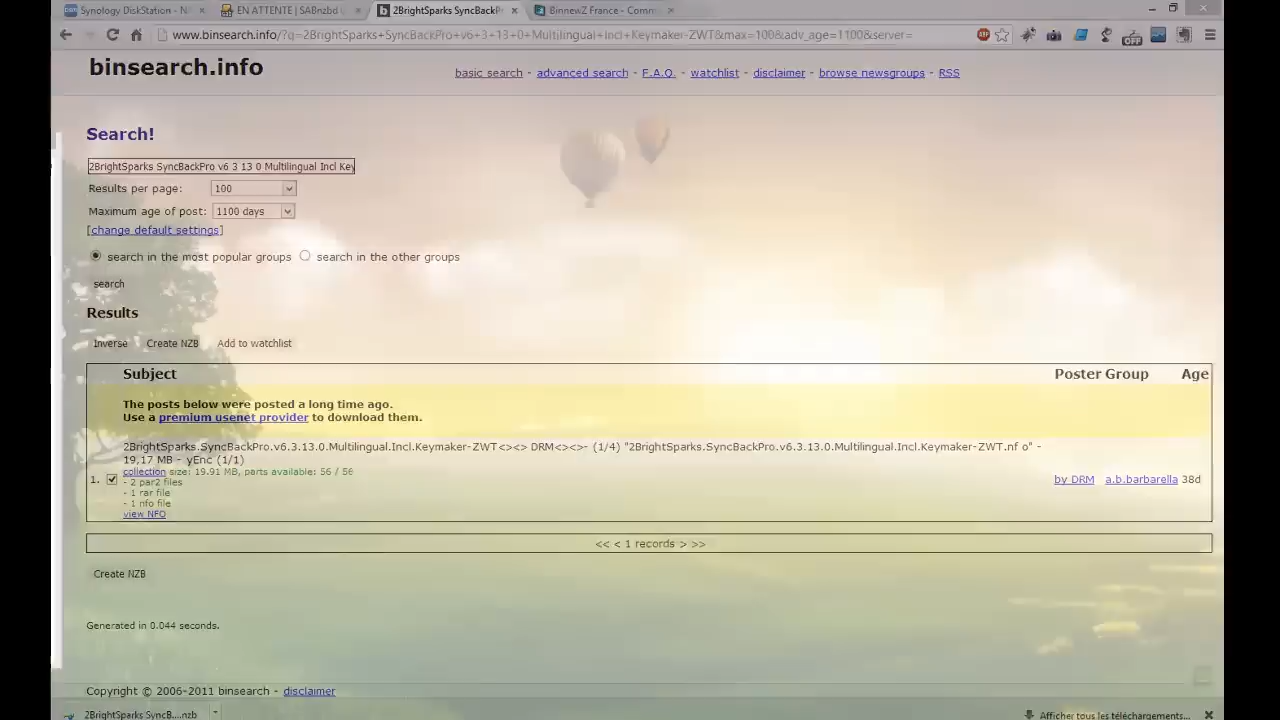 Synology DiskStation - NA
EN ATTENTE | SABnzbd
2BrightSparks SyncBackP
BinnewZ France - Comm
www.binsearch.info/?q=2BrightSparks+SyncBackPro+v6+3+13+0+Multilingual+Incl+Keymaker-ZWT&max=100&adv_age=1100&server=
ABP
OFF
binsearch.info
basic search - advanced search - F.A.Q. - watchlist - disclaimer - browse newsgroups - RSS
Search!
2BrightSparks SyncBackPro v6 3 13 0 Multilingual Incl Key
Results per page: 100
Maximum age of post: 1100 days
[change default settings]
search in the most popular groups search in the other groups
search
Results
Inverse Create NZB Add to watchlist
Subject Poster Group Age
The posts below were posted a long time ago.
Use a premium usenet provider to download them.
2BrightSparks.SyncBackPro.v6.3.13.0.Multilingual.Incl.Keymaker-ZWT<><> DRM<><>- (1/4) "2BrightSparks.SyncBackPro.v6.3.13.0.Multilingual.Incl.Keymaker-ZWT.nf o" -
19,17 MB - yEnc (1/1)
collection size: 19.91 MB, parts available: 56 / 56
1. by DRM a.b.barbarella 38d
- 2 par2 files
- 1 rar file
- 1 nfo file
view NFO
<< < 1 records > >>
Create NZB
Generated in 0.044 seconds.
Copyright © 2006-2011 binsearch - disclaimer
2BrightSparks SyncB....nzb
Afficher tous les téléchargements...